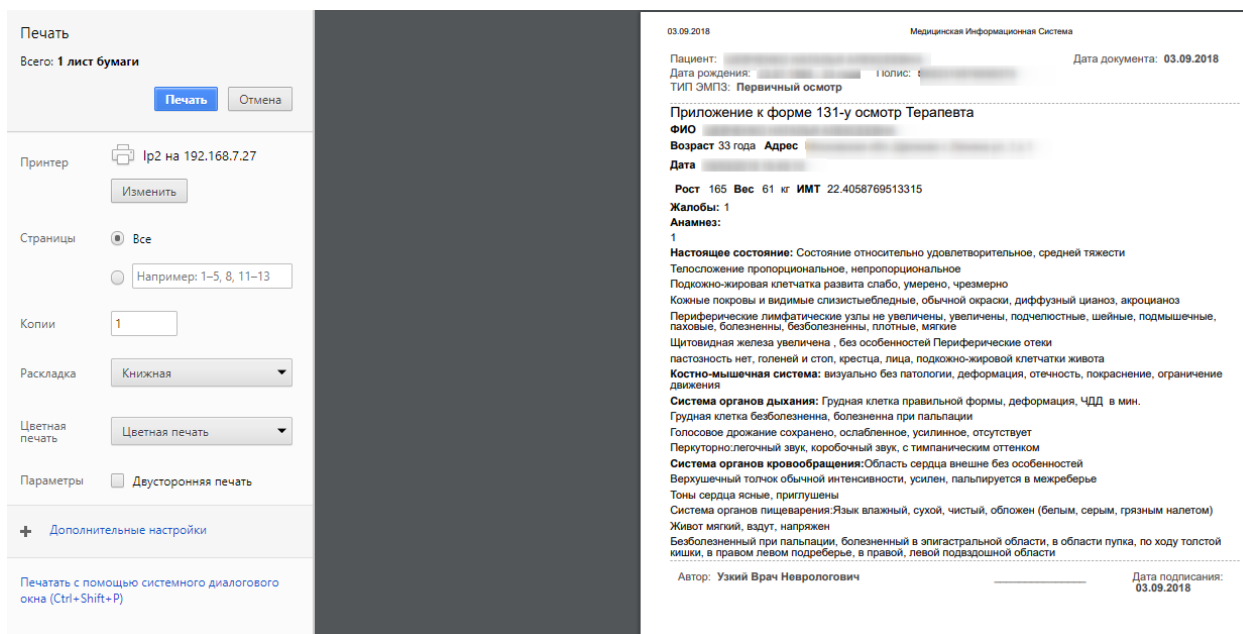 Печать
Всего: 1 лист бумаги
Печать Отмена
Принтер lp2 на 192.168.7.27
Изменить
Страницы Все
Например: 1–5, 8, 11–13
Копии 1
Раскладка Книжная
Цветная печать Цветная печать
Параметры Двусторонняя печать
+ Дополнительные настройки
Печатать с помощью системного диалогового
окна (Ctrl+Shift+P)
03.09.2018 Медицинская Информационная Система
Пациент: Дата документа: 03.09.2018
Дата рождения: Полис:
ТИП ЭМПЗ: Первичный осмотр
Приложение к форме 131-у осмотр Терапевта
ФИО
Возраст 33 года Адрес
Дата
Рост 165 Вес 61 кг ИМТ 22.4058769513315
Жалобы: 1
Анамнез:
1
Настоящее состояние: Состояние относительно удовлетворительное, средней тяжести
Телосложение пропорциональное, непропорциональное
Подкожно-жировая клетчатка развита слабо, умерено, чрезмерно
Кожные покровы и видимые слизистыебледные, обычной окраски, диффузный цианоз, акроцианоз
Периферические лимфатические узлы не увеличены, увеличены, подчелюстные, шейные, подмышечные,
паховые, болезненны, безболезненны, плотные, мягкие
Щитовидная железа увеличена , без особенностей Периферические отеки
пастозность нет, голеней и стоп, крестца, лица, подкожно-жировой клетчатки живота
Костно-мышечная система: визуально без патологии, деформация, отечность, покраснение, ограничение
движения
Система органов дыхания: Грудная клетка правильной формы, деформация, ЧДД в мин.
Грудная клетка безболезненна, болезненна при пальпации
Голосовое дрожание сохранено, ослабленное, усилинное, отсутствует
Перкуторно:легочный звук, коробочный звук, с тимпаническим оттенком
Система органов кровообращения:Область сердца внешне без особенностей
Верхушечный толчок обычной интенсивности, усилен, пальпируется в межреберье
Тоны сердца ясные, приглушены
Система органов пищеварения:Язык влажный, сухой, чистый, обложен (белым, серым, грязным налетом)
Живот мягкий, вздут, напряжен
Безболезненный при пальпации, болезненный в эпигастральной области, в области пупка, по ходу толстой
кишки, в правом левом подреберье, в правой, левой подвздошной области
Автор: Узкий Врач Неврологович Дата подписания:
03.09.2018